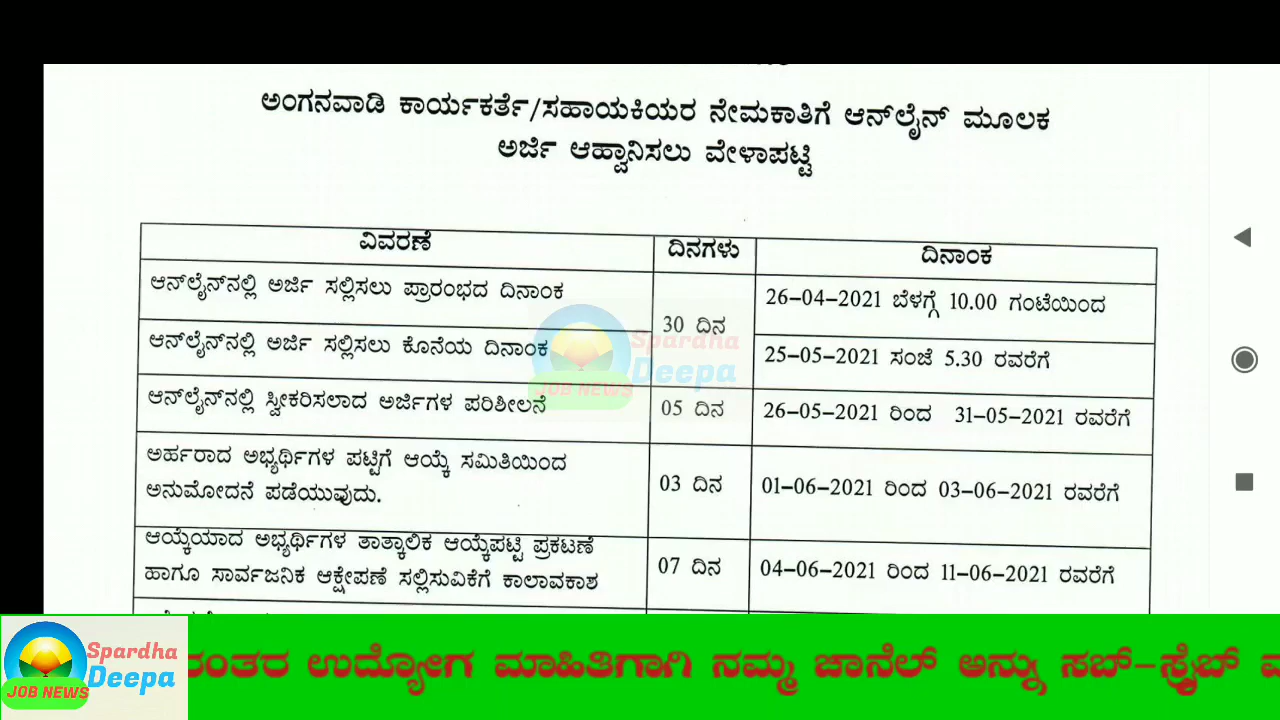 ಅಂಗನವಾಡಿ ಕಾರ್ಯಕರ್ತೆ/ಸಹಾಯಕಿಯರ ನೇಮಕಾತಿಗೆ ಆನ್‌ಲೈನ್ ಮೂಲಕ
ಅರ್ಜಿ ಆಹ್ವಾನಿಸಲು ವೇಳಾಪಟ್ಟಿ
ವಿವರಣೆ ದಿನಗಳು ದಿನಾಂಕ
ಆನ್‌ಲೈನ್‌ನಲ್ಲಿ ಅರ್ಜಿ ಸಲ್ಲಿಸಲು ಪ್ರಾರಂಭದ ದಿನಾಂಕ
30 ದಿನ
26-04-2021 ಬೆಳಗ್ಗೆ 10.00 ಗಂಟೆಯಿಂದ
ಆನ್‌ಲೈನ್‌ನಲ್ಲಿ ಅರ್ಜಿ ಸಲ್ಲಿಸಲು ಕೊನೆಯ ದಿನಾಂಕ
25-05-2021 ಸಂಜೆ 5.30 ರವರೆಗೆ
ಆನ್‌ಲೈನ್‌ನಲ್ಲಿ ಸ್ವೀಕರಿಸಲಾದ ಅರ್ಜಿಗಳ ಪರಿಶೀಲನೆ
05 ದಿನ
26-05-2021 ರಿಂದ 31-05-2021 ರವರೆಗೆ
ಅರ್ಹರಾದ ಅಭ್ಯರ್ಥಿಗಳ ಪಟ್ಟಿಗೆ ಆಯ್ಕೆ ಸಮಿತಿಯಿಂದ
ಅನುಮೋದನೆ ಪಡೆಯುವುದು.
03 ದಿನ
01-06-2021 ರಿಂದ 03-06-2021 ರವರೆಗೆ
ಆಯ್ಕೆಯಾದ ಅಭ್ಯರ್ಥಿಗಳ ತಾತ್ಕಾಲಿಕ ಆಯ್ಕೆಪಟ್ಟಿ ಪ್ರಕಟಣೆ
ಹಾಗೂ ಸಾರ್ವಜನಿಕ ಆಕ್ಷೇಪಣೆ ಸಲ್ಲಿಸುವಿಕೆಗೆ ಕಾಲಾವಕಾಶ
07 ದಿನ
04-06-2021 ರಿಂದ 11-06-2021 ರವರೆಗೆ
Spardha
Deepa
JOB NEWS
Spardha
Deepa
JOB NEWS
ಉದ್ಯೋಗ ಮಾಹಿತಿಗಾಗಿ ನಮ್ಮ ಚಾನೆಲ್ ಅನ್ನು ಸಬ್-ಸ್ಕ್ರೈಬ್